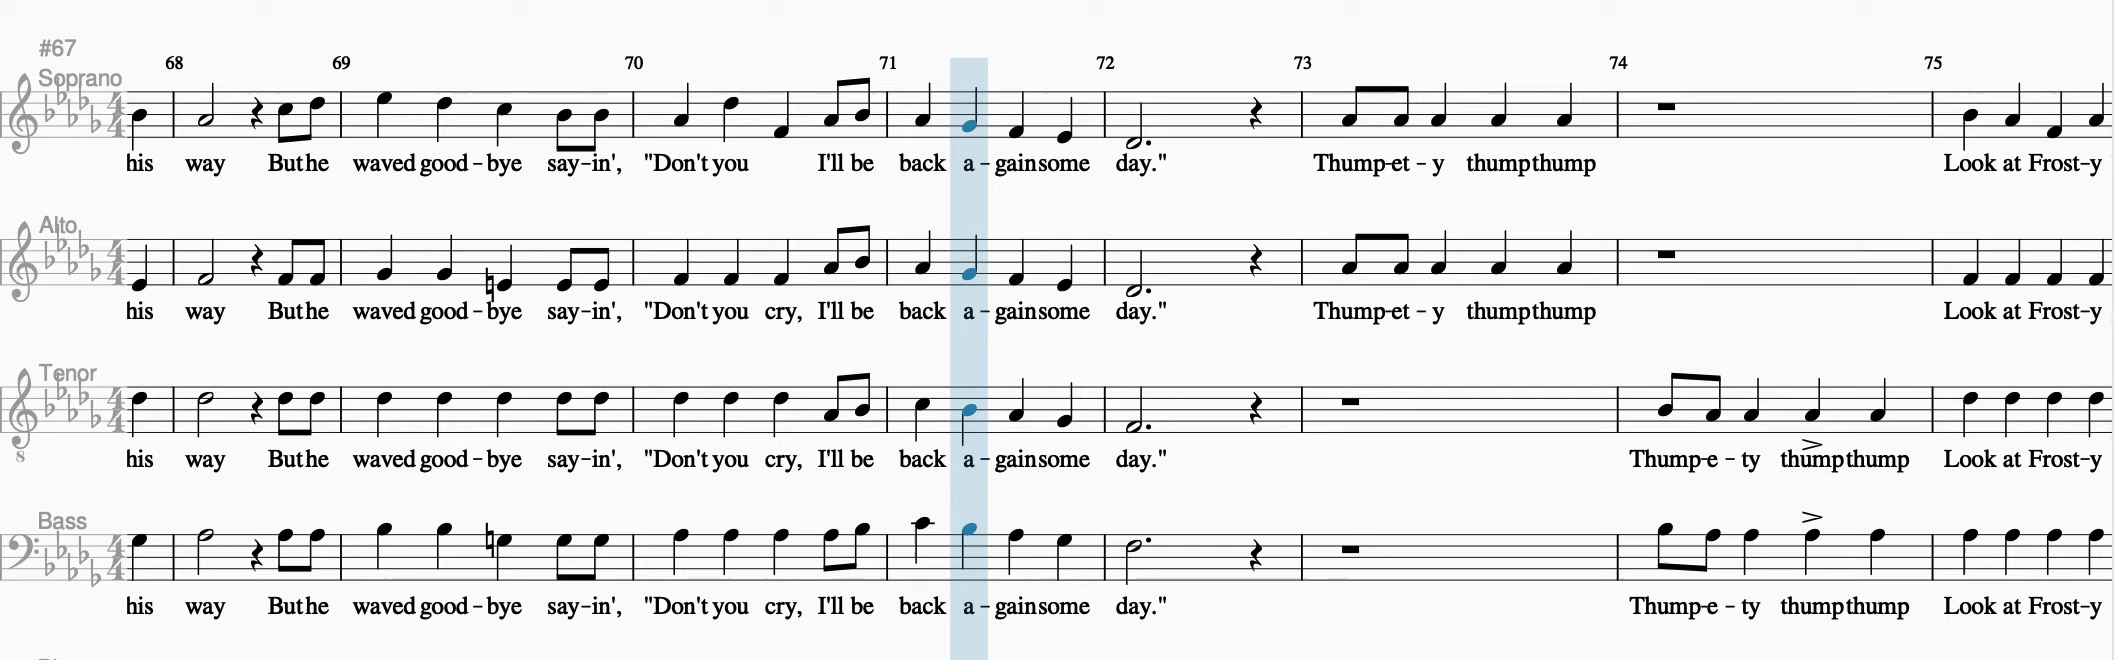 #67
68 69 70 71 72 73 74 75
Soprano
his way But he waved good - bye say - in', "Don't you I'll be back a - gain some day." Thump - et - y thump thump Look at Frost - y
Alto
his way But he waved good - bye say - in', "Don't you cry, I'll be back a - gain some day." Thump - et - y thump thump Look at Frost - y
Tenor
8
his way But he waved good - bye say - in', "Don't you cry, I'll be back a - gain some day." Thump - e - ty thump thump Look at Frost - y
Bass
his way But he waved good - bye say - in', "Don't you cry, I'll be back a - gain some day." Thump - e - ty thump thump Look at Frost - y